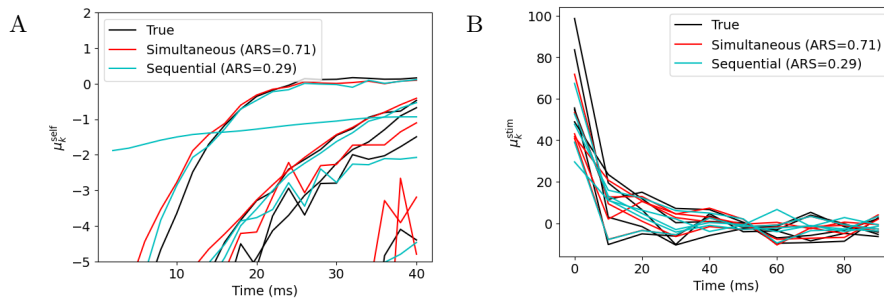 A
2
1
0
−1
−2
−3
−4
−5
μ_k^self
10
20
30
40
Time (ms)
True
Simultaneous (ARS=0.71)
Sequential (ARS=0.29)
B
100
80
60
40
20
0
μ_k^stim
0
20
40
60
80
Time (ms)
True
Simultaneous (ARS=0.71)
Sequential (ARS=0.29)